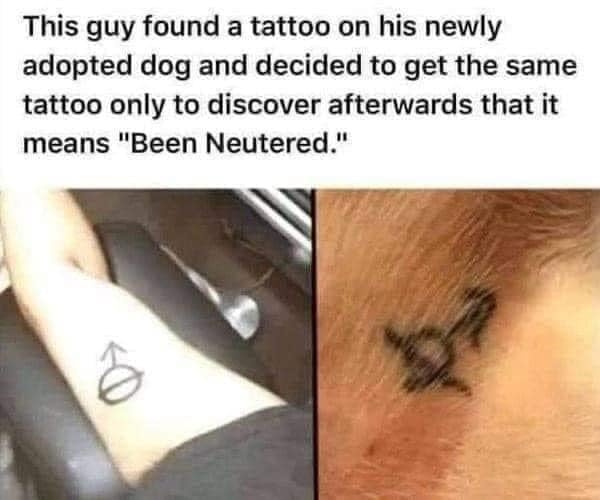 This guy found a tattoo on his newly
adopted dog and decided to get the same
tattoo only to discover afterwards that it
means "Been Neutered."